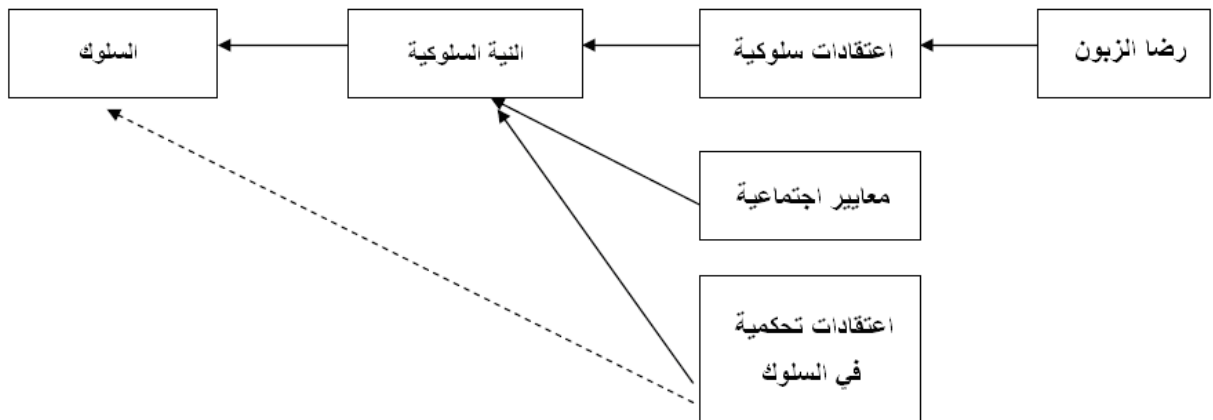 رضا الزبون
اعتقادات سلوكية
النية السلوكية
السلوك
معايير اجتماعية
اعتقادات تحكمية
في السلوك